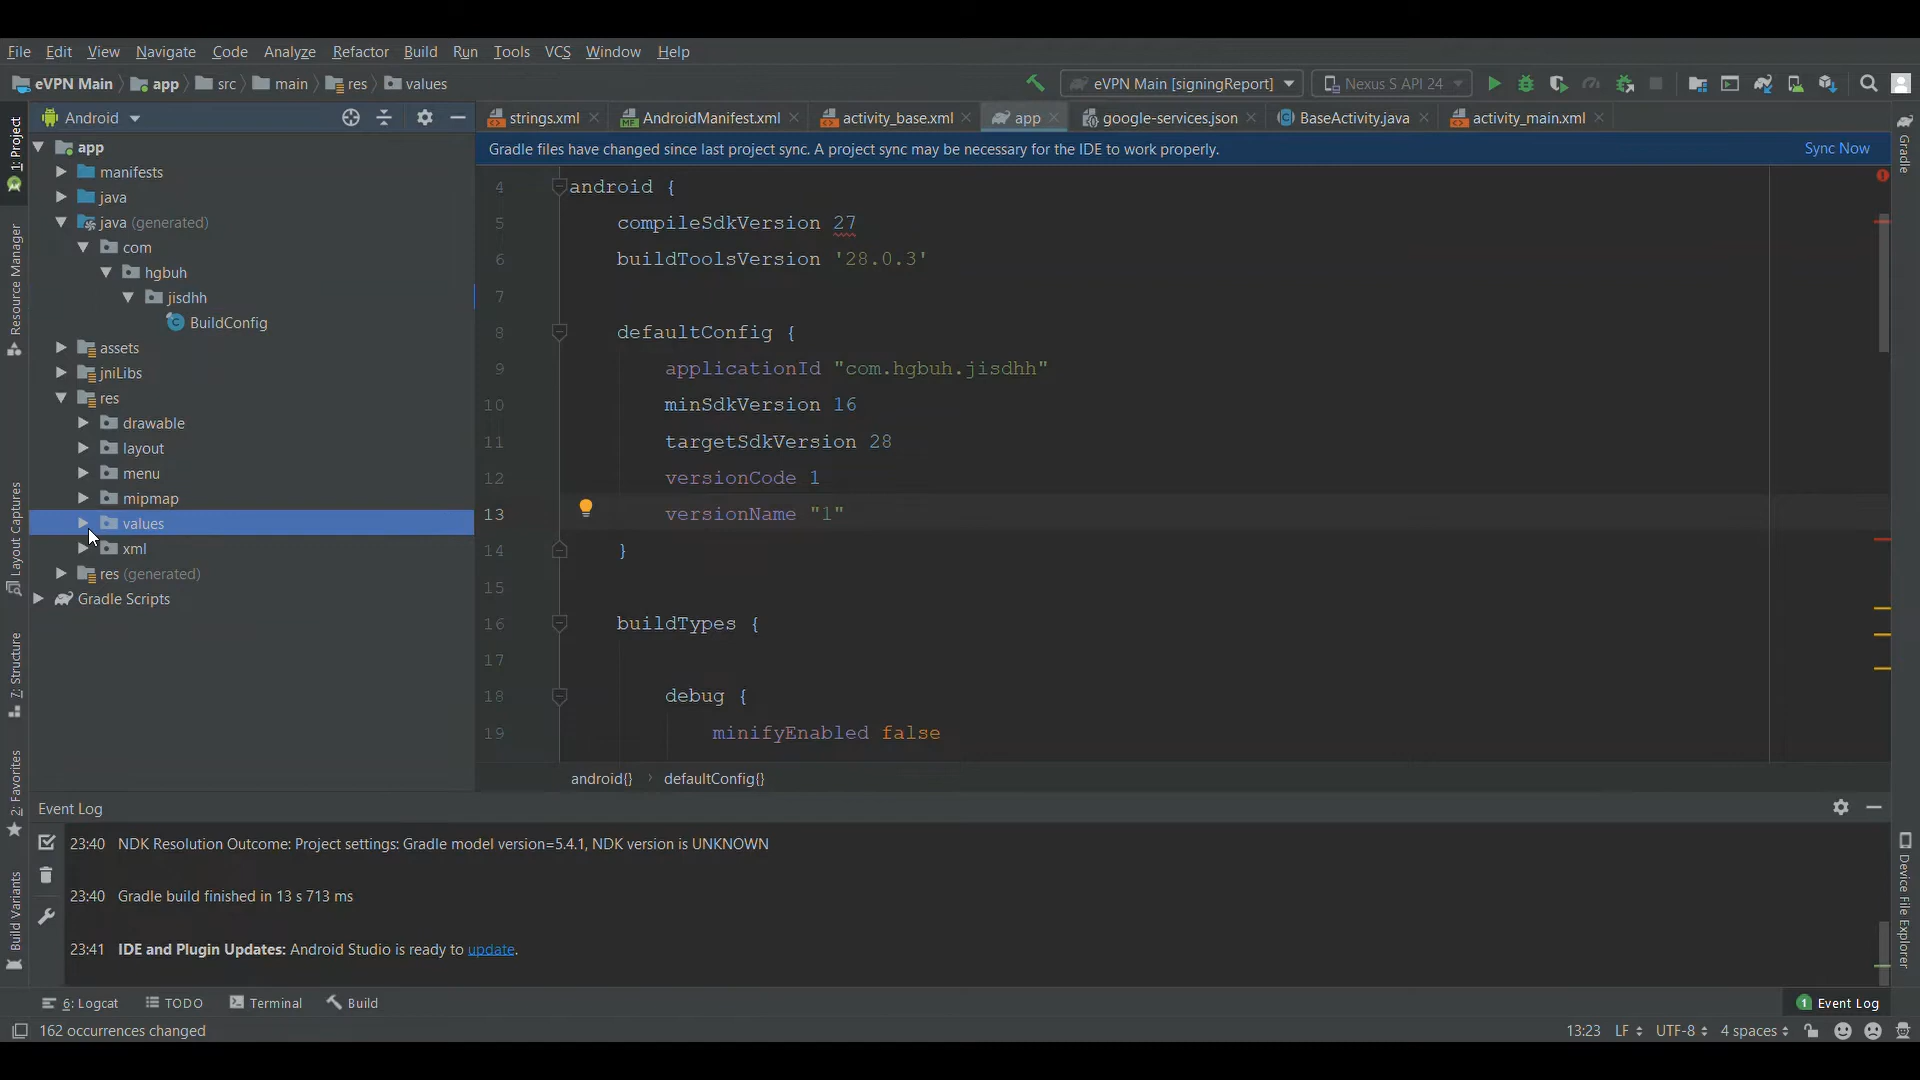 File Edit View Navigate Code Analyze Refactor Build Run Tools VCS Window Help
eVPN Main app src main res values eVPN Main [signingReport] Nexus S API 24
Android strings.xml AndroidManifest.xml activity_base.xml app google-services.json BaseActivity.java activity_main.xml
Gradle files have changed since last project sync. A project sync may be necessary for the IDE to work properly. Sync Now
1: Project
Resource Manager
Layout Captures
7: Structure
2: Favorites
Build Variants
app
manifests
java
java (generated)
com
hgbuh
jisdhh
BuildConfig
assets
jniLibs
res
drawable
layout
menu
mipmap
values
xml
res (generated)
Gradle Scripts
4 android {
5 compileSdkVersion 27
6 buildToolsVersion '28.0.3'
7
8 defaultConfig {
9 applicationId "com.hgbuh.jisdhh"
10 minSdkVersion 16
11 targetSdkVersion 28
12 versionCode 1
13 versionName "1"
14 }
15
16 buildTypes {
17
18 debug {
19 minifyEnabled false
android{} › defaultConfig{}
Gradle
Device File Explorer
Event Log
23:40 NDK Resolution Outcome: Project settings: Gradle model version=5.4.1, NDK version is UNKNOWN
23:40 Gradle build finished in 13 s 713 ms
23:41 IDE and Plugin Updates: Android Studio is ready to update.
6: Logcat TODO Terminal Build 1 Event Log
162 occurrences changed 13:23 LF UTF-8 4 spaces